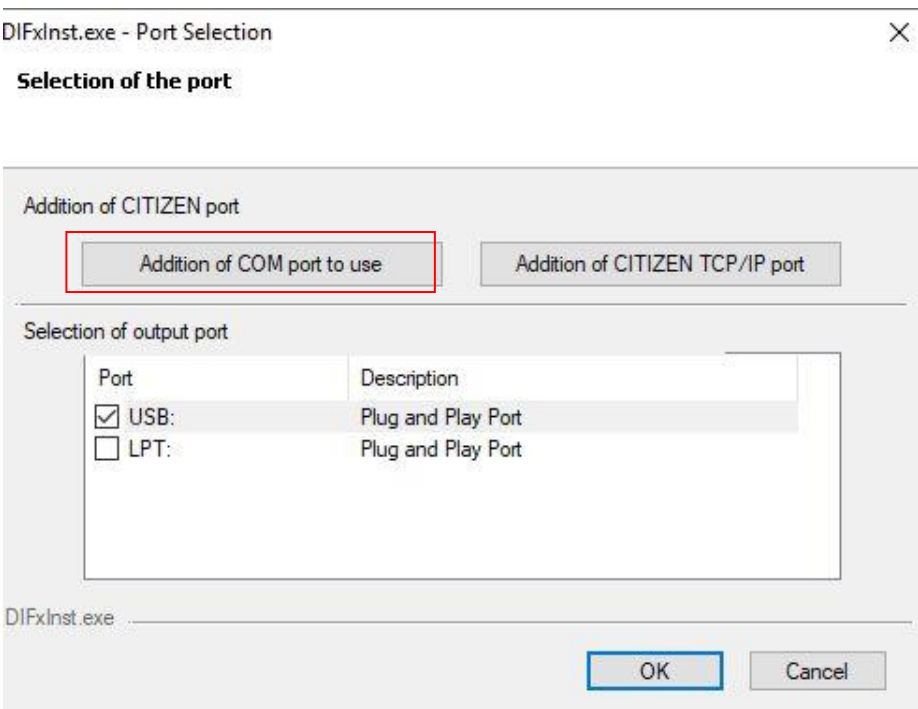 DIFxInst.exe - Port Selection
Selection of the port
Addition of CITIZEN port
Addition of COM port to use
Addition of CITIZEN TCP/IP port
Selection of output port
Port Description
USB: Plug and Play Port
LPT: Plug and Play Port
DIFxInst.exe
OK Cancel